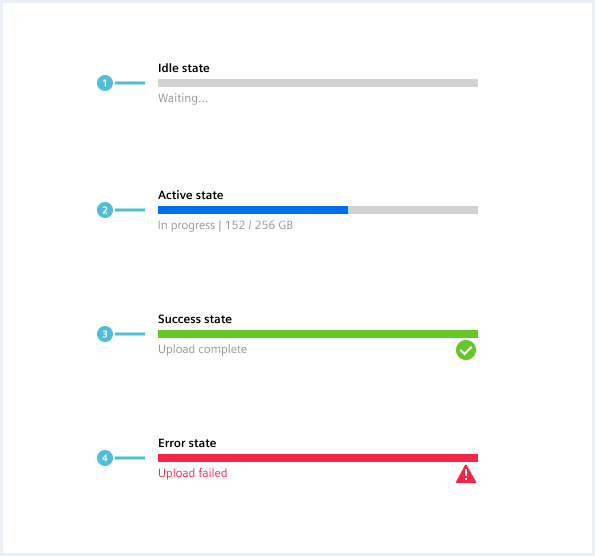 Idle state
1
Waiting...
Active state
2
In progress | 152 / 256 GB
Success state
3
Upload complete
Error state
4
Upload failed